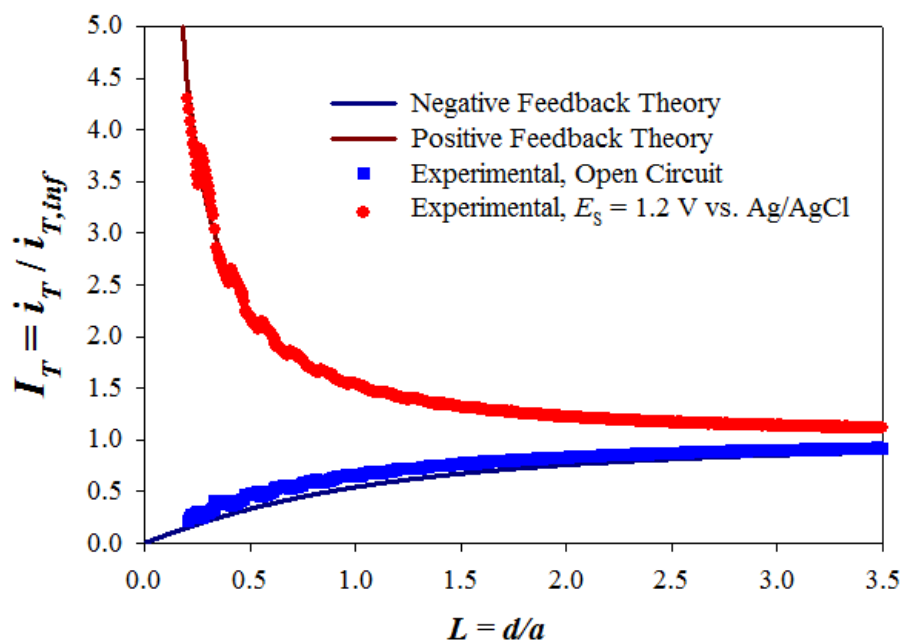 5.0
4.5
4.0
3.5
3.0
2.5
2.0
1.5
1.0
0.5
0.0
I_T = i_T / i_T,inf
Negative Feedback Theory
Positive Feedback Theory
Experimental, Open Circuit
Experimental, E_S = 1.2 V vs. Ag/AgCl
0.0 0.5 1.0 1.5 2.0 2.5 3.0 3.5
L = d/a